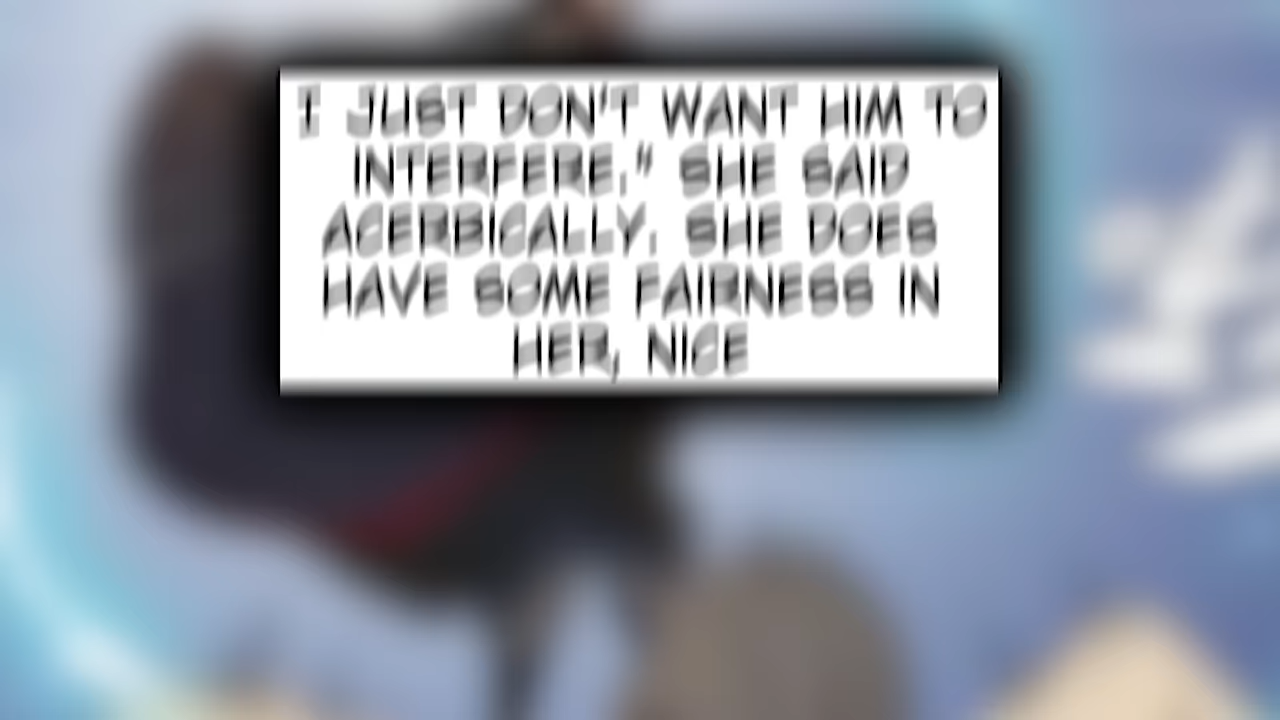 I JUST DON'T WANT HIM TO
INTERFERE." SHE SAID
ACERBICALLY. SHE DOES
HAVE SOME FAIRNESS IN
HER, NICE